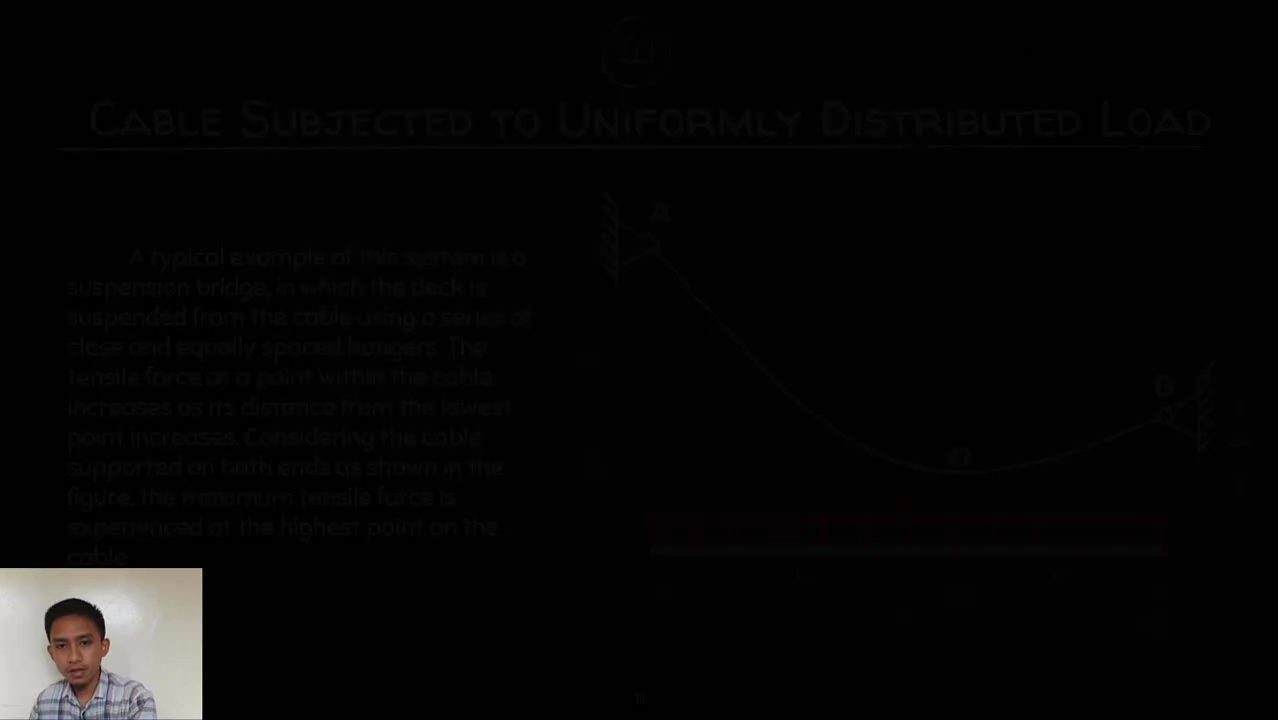 CABLE SUBJECTED TO UNIFORMLY DISTRIBUTED LOAD
A typical example of this system is a
suspension bridge, in which the deck is
suspended from the cable using a series of
close and equally spaced hangers. The
tensile force at a point within the cable
increases as its distance from the lowest
point increases. Considering the cable
supported on both ends as shown in the
figure, the maximum tensile force is
experienced at the highest point on the
cable.
A
B
O
11